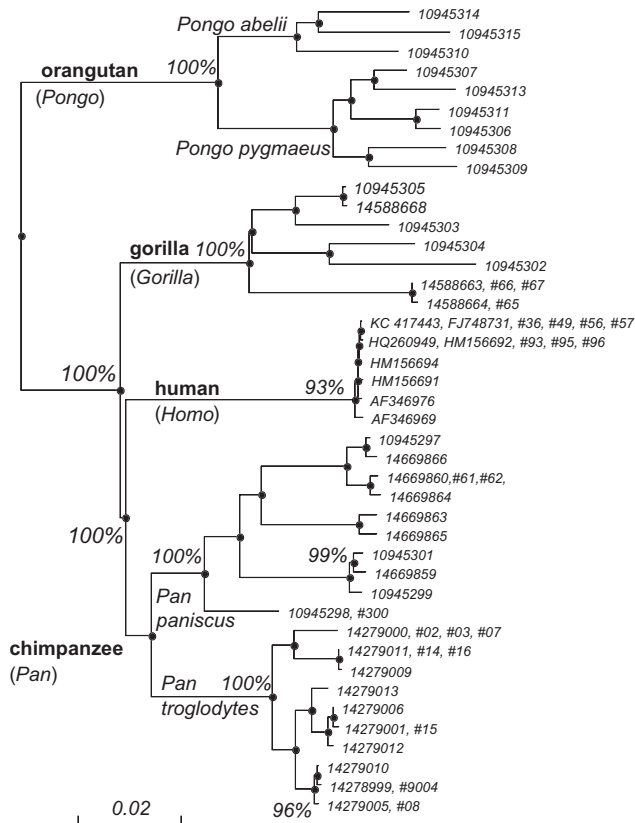 10945314
Pongo abelii
10945315
10945310
100%
orangutan
(Pongo)
10945307
10945313
10945311
10945306
Pongo pygmaeus
10945308
10945309
10945305
14588668
10945303
gorilla 100%
(Gorilla)
10945304
10945302
14588663, #66, #67
14588664, #65
KC 417443, FJ748731, #36, #49, #56, #57
HQ260949, HM156692, #93, #95, #96
HM156694
100%
human
(Homo)
93%
HM156691
AF346976
AF346969
10945297
14669866
14669860,#61,#62,
14669864
14669863
100%
14669865
100%
99%
10945301
14669859
Pan
paniscus
10945299
10945298, #300
chimpanzee
(Pan)
14279000, #02, #03, #07
14279011, #14, #16
14279009
Pan
troglodytes
100%
14279013
14279006
14279001, #15
14279012
14279010
14278999, #9004
0.02
96%
14279005, #08